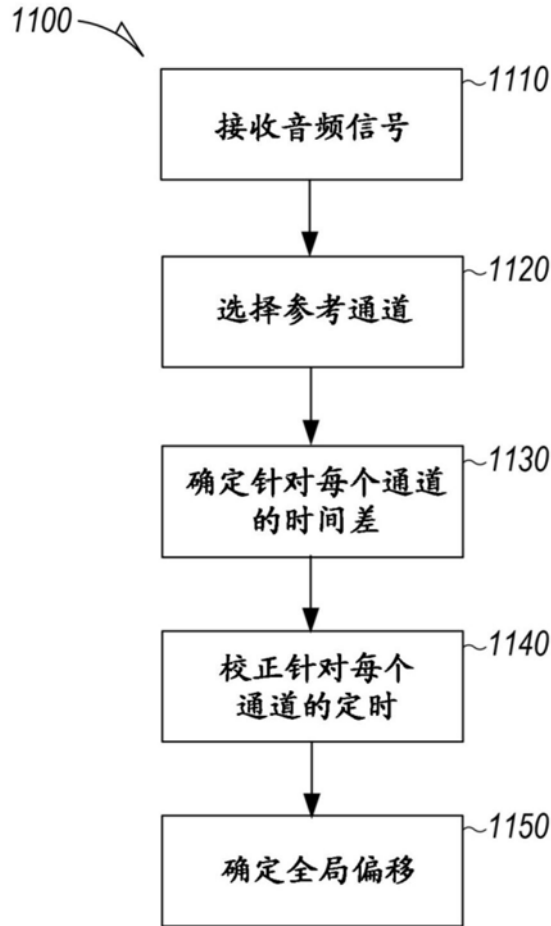 1100
1110
接收音频信号
1120
选择参考通道
1130
确定针对每个通道
的时间差
1140
校正针对每个
通道的定时
1150
确定全局偏移